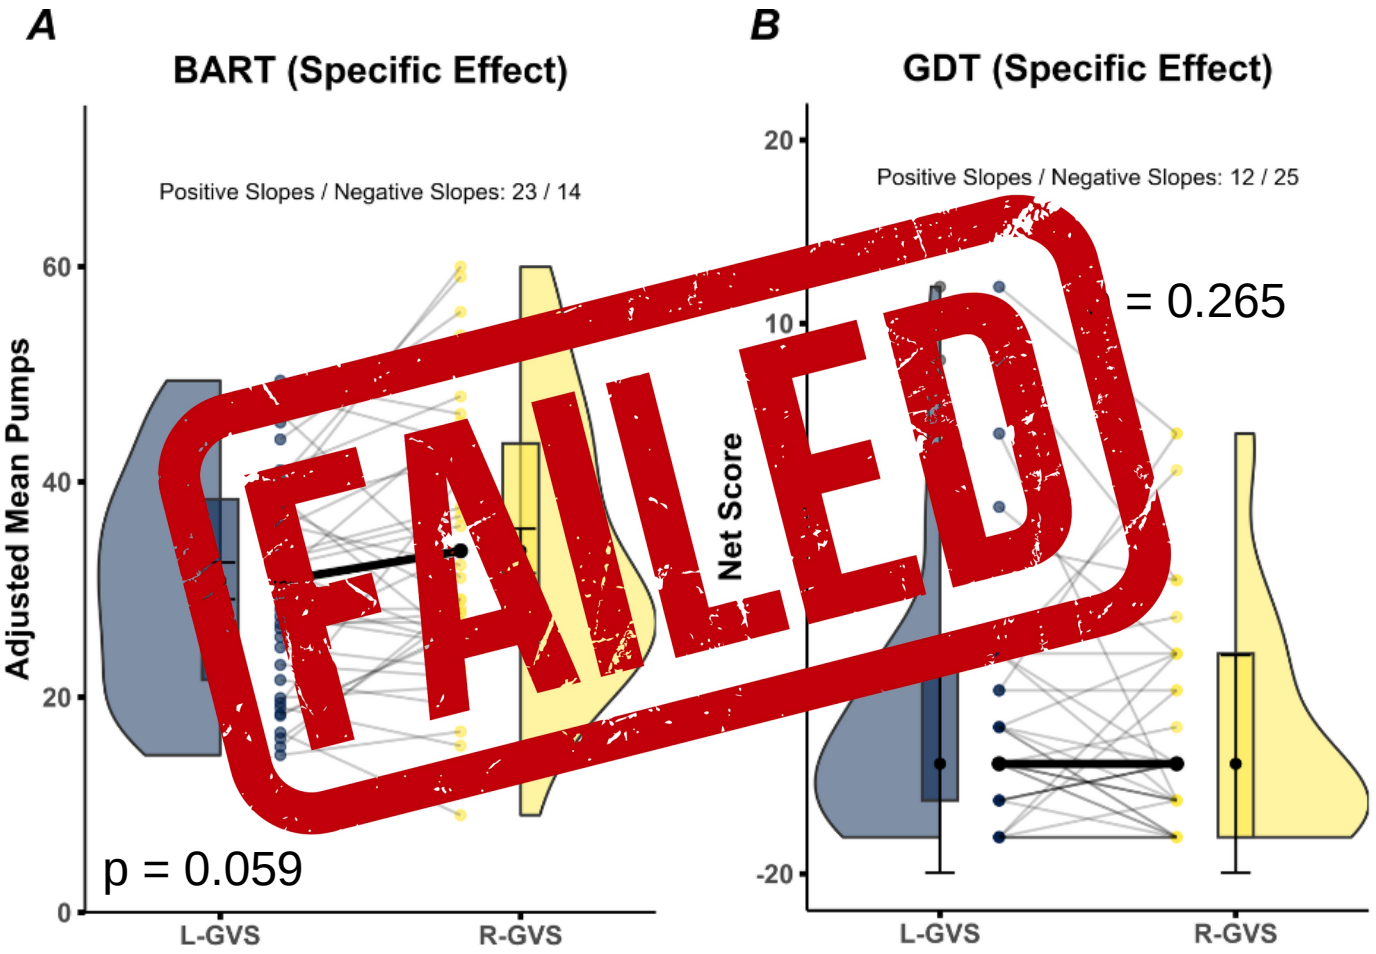 A
BART (Specific Effect)
Positive Slopes / Negative Slopes: 23 / 14
Adjusted Mean Pumps
60
40
20
0
p = 0.059
L-GVS
R-GVS
B
GDT (Specific Effect)
Positive Slopes / Negative Slopes: 12 / 25
= 0.265
Net Score
20
10
-20
L-GVS
R-GVS
FAILED